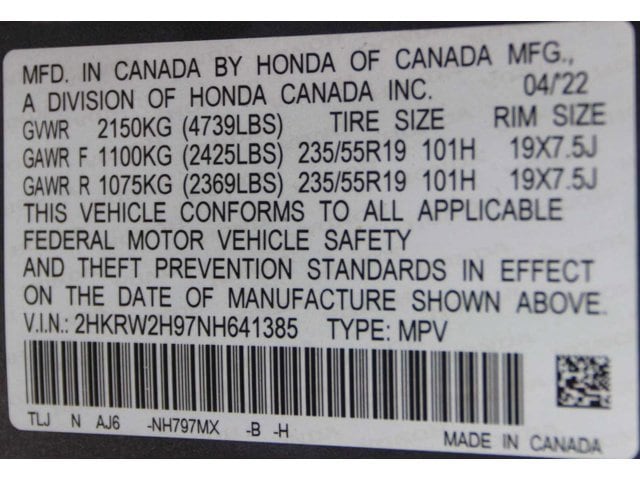 MFD. IN CANADA BY HONDA OF CANADA MFG.,
A DIVISION OF HONDA CANADA INC. 04/'22
GVWR 2150KG (4739LBS) TIRE SIZE RIM SIZE
GAWR F 1100KG (2425LBS) 235/55R19 101H 19X7.5J
GAWR R 1075KG (2369LBS) 235/55R19 101H 19X7.5J
THIS VEHICLE CONFORMS TO ALL APPLICABLE
FEDERAL MOTOR VEHICLE SAFETY
AND THEFT PREVENTION STANDARDS IN EFFECT
ON THE DATE OF MANUFACTURE SHOWN ABOVE.
V.I.N.: 2HKRW2H97NH641385 TYPE: MPV
TLJ N AJ6 -NH797MX -B -H
MADE IN CANADA